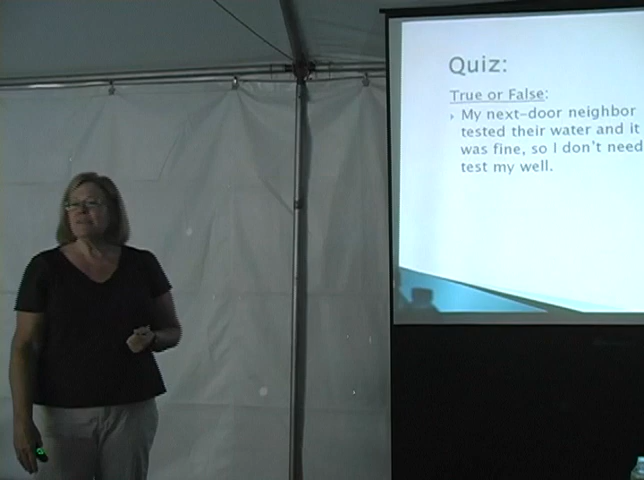 Quiz:
True or False:
My next-door neighbor
tested their water and it
was fine, so I don't need
test my well.